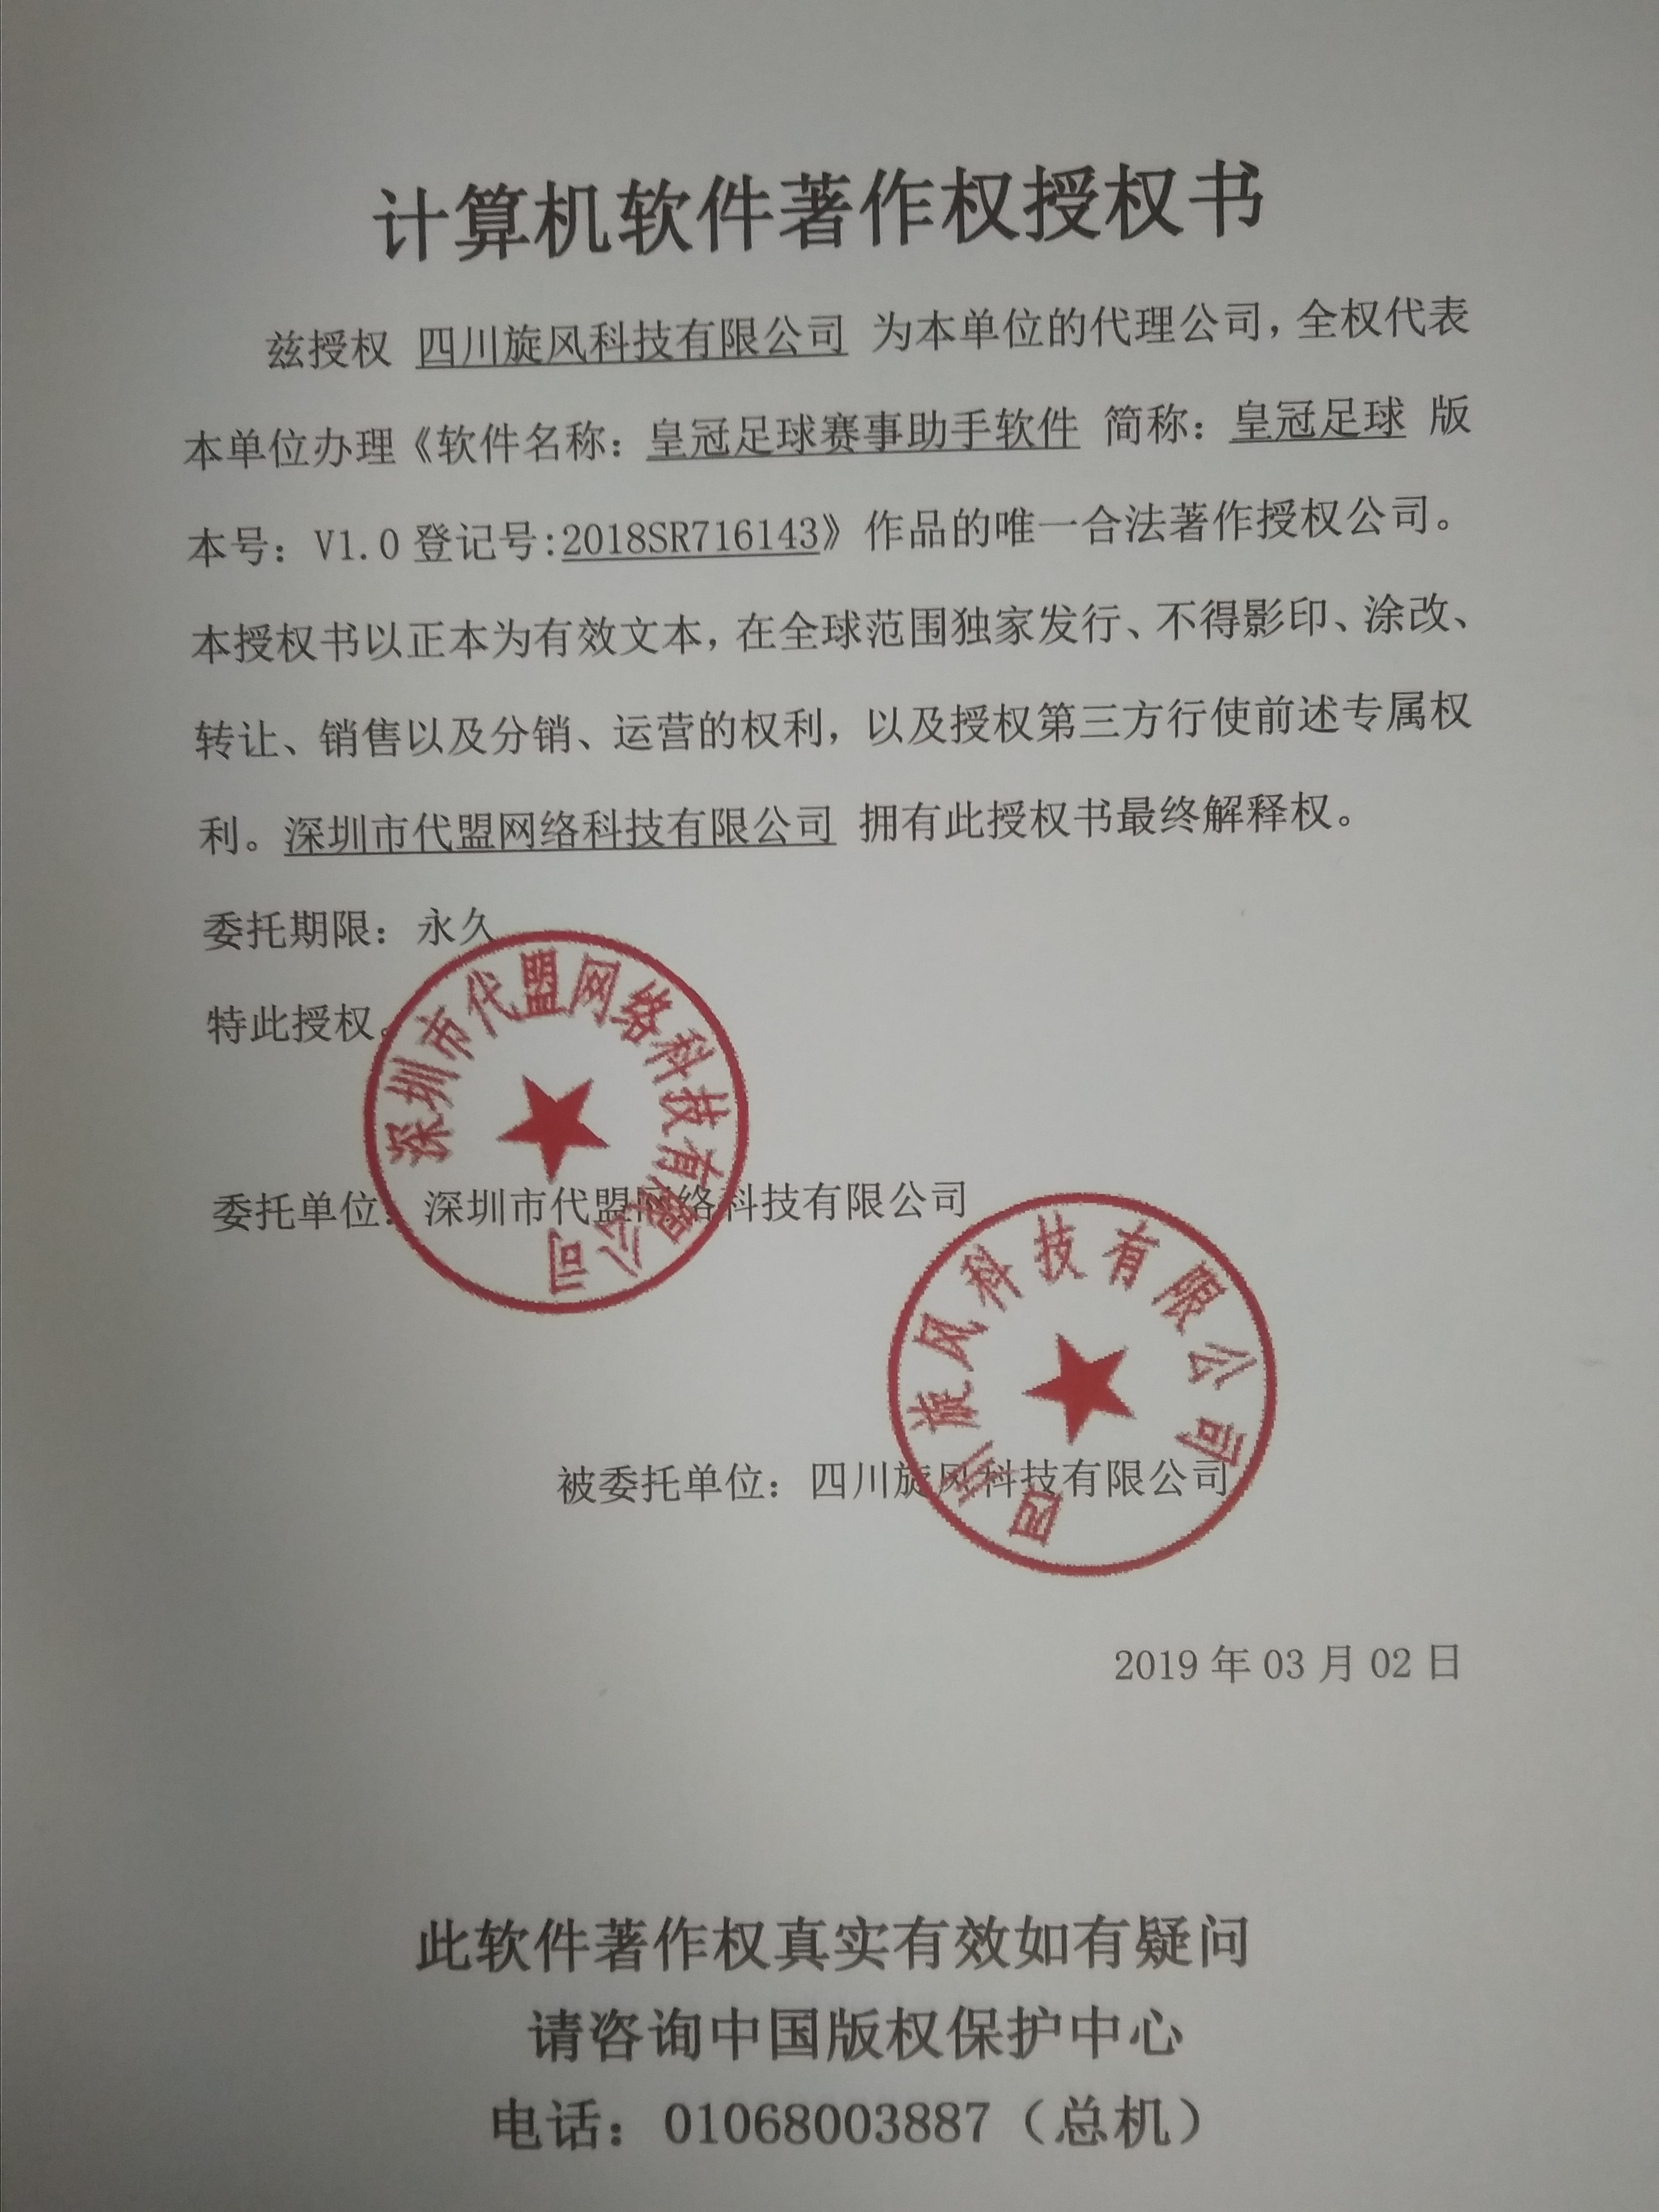 计算机软件著作权授权书
兹授权 四川旋风科技有限公司 为本单位的代理公司，全权代表
本单位办理《软件名称：皇冠足球赛事助手软件 简称：皇冠足球 版
本号：V1.0 登记号:2018SR716143》作品的唯一合法著作授权公司。
本授权书以正本为有效文本，在全球范围独家发行、不得影印、涂改、
转让、销售以及分销、运营的权利，以及授权第三方行使前述专属权
利。深圳市代盟网络科技有限公司 拥有此授权书最终解释权。
委托期限：永久
特此授权。
深圳市代盟网络科技有限公司
委托单位：深圳市代盟网络科技有限公司
四川旋风科技有限公司
被委托单位：四川旋风科技有限公司
2019 年 03 月 02 日
此软件著作权真实有效如有疑问
请咨询中国版权保护中心
电话：01068003887（总机）